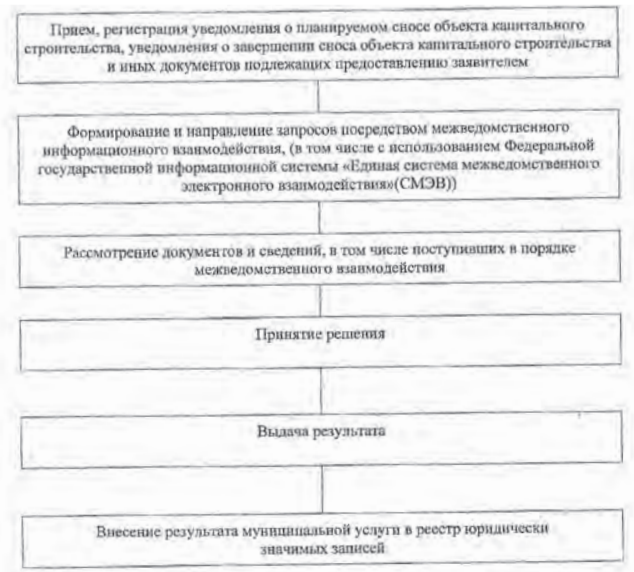 Прием, регистрация уведомления о планируемом сносе объекта капитального
строительства, уведомления о завершении сноса объекта капитального строительства
и иных документов подлежащих предоставлению заявителем
Формирование и направление запросов посредством межведомственного
информационного взаимодействия, (в том числе с использованием Федеральной
государственной информационной системы «Единая система межведомственного
электронного взаимодействия»(СМЭВ))
Рассмотрение документов и сведений, в том числе поступивших в порядке
межведомственного взаимодействия
Принятие решения
Выдача результата
Внесение результата муниципальной услуги в реестр юридически
значимых записей